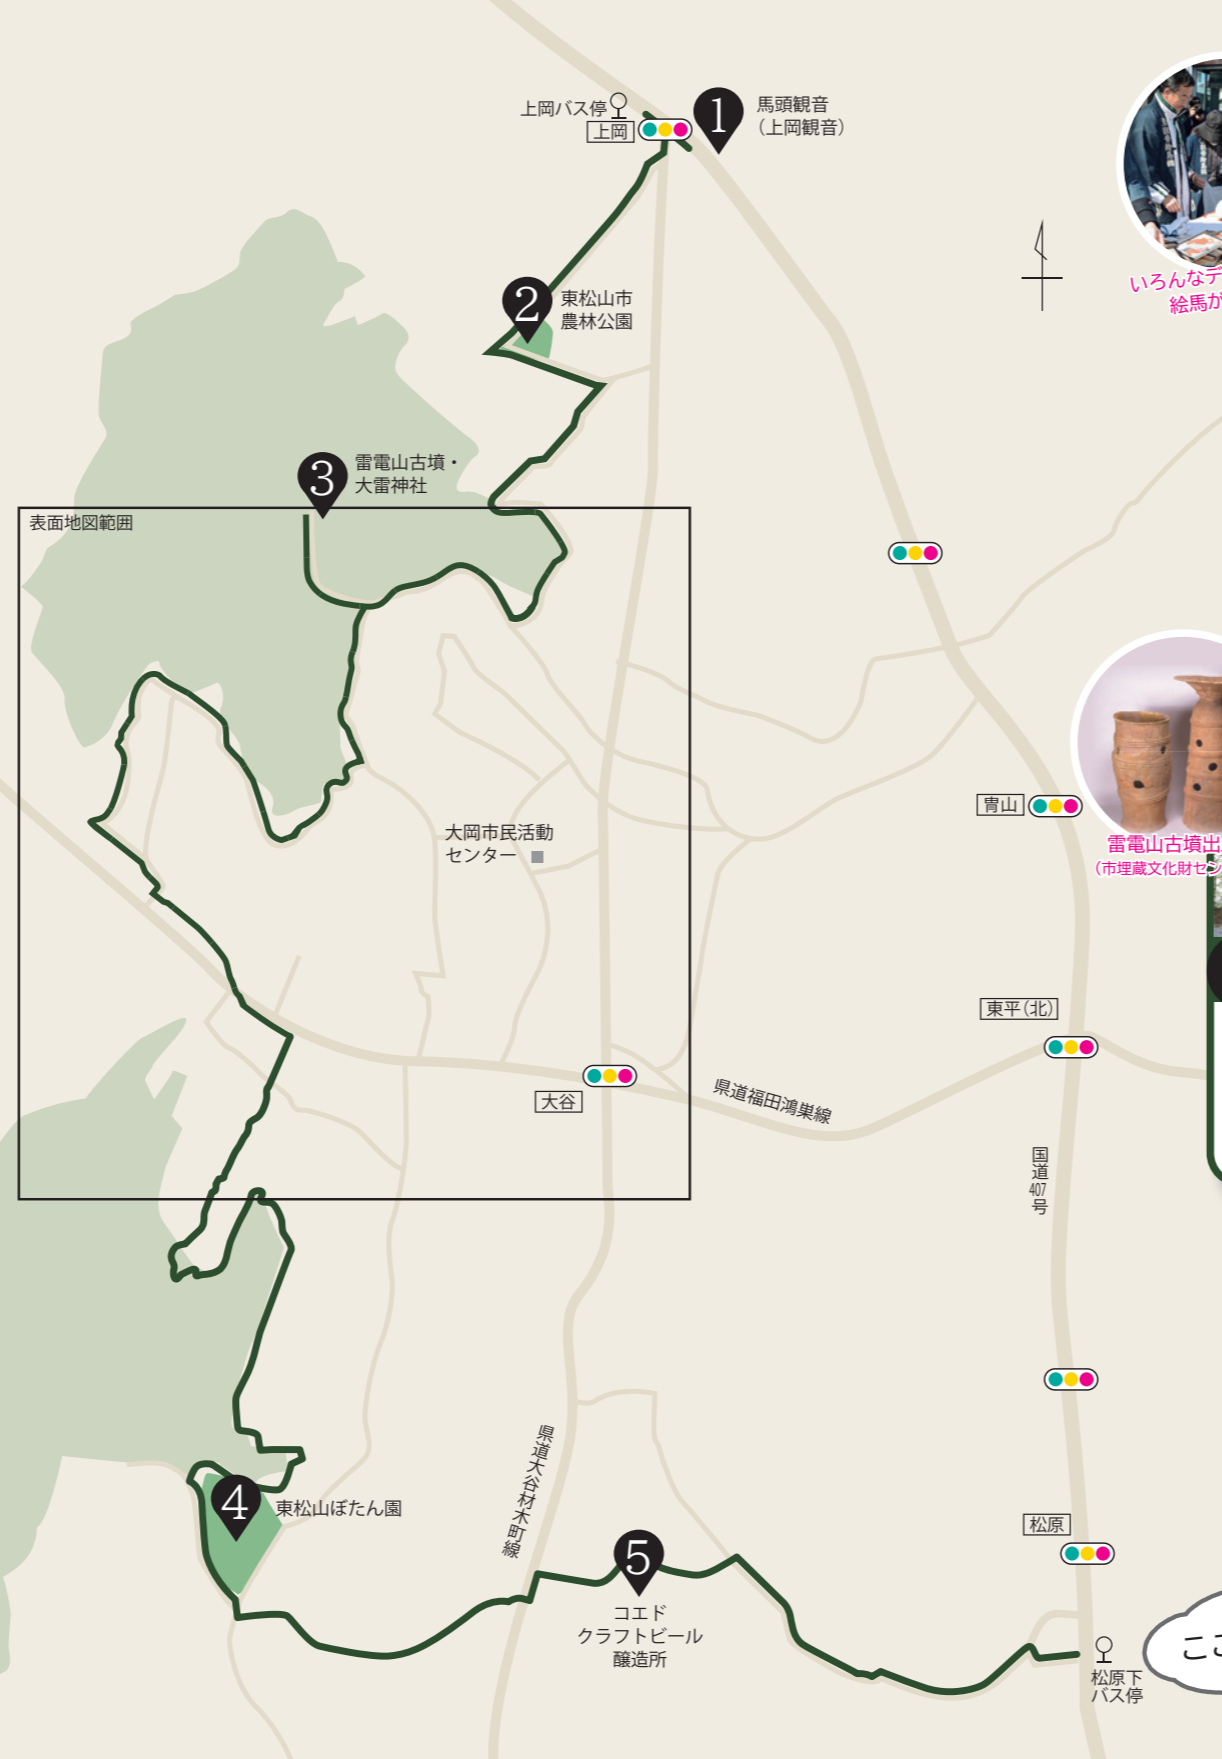 上岡バス停
上岡
1
馬頭観音
（上岡観音）
いろんなデ
絵馬が
2
東松山市
農林公園
3
雷電山古墳・
大雷神社
表面地図範囲
冑山
大岡市民活動
センター
雷電山古墳出
（市埋蔵文化財セン
東平（北）
大谷
県道福田鴻巣線
国道407号
県道大谷材木町線
4
東松山ぼたん園
松原
5
コエド
クラフトビール
醸造所
松原下
バス停
ここ